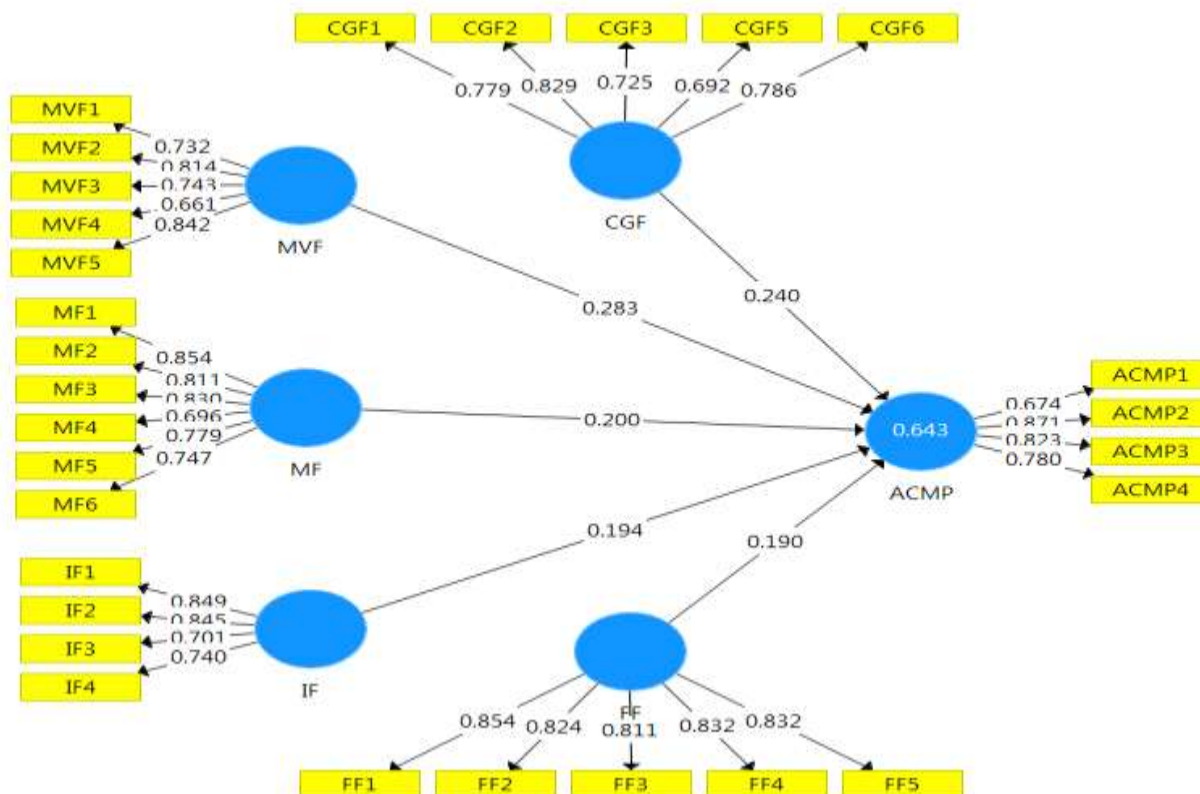 CGF1 CGF2 CGF3 CGF5 CGF6
0.779 0.829 0.725 0.692 0.786
CGF
MVF1
MVF2
MVF3
MVF4
MVF5
0.732
0.814
0.743
0.661
0.842
MVF
0.283
0.240
MF1
MF2
MF3
MF4
MF5
MF6
0.854
0.811
0.830
0.696
0.779
0.747
MF
0.200
0.643
ACMP
0.674
0.871
0.823
0.780
ACMP1
ACMP2
ACMP3
ACMP4
0.194
0.190
IF1
IF2
IF3
IF4
0.849
0.845
0.701
0.740
IF
FF
0.854 0.824 0.811 0.832 0.832
FF1 FF2 FF3 FF4 FF5